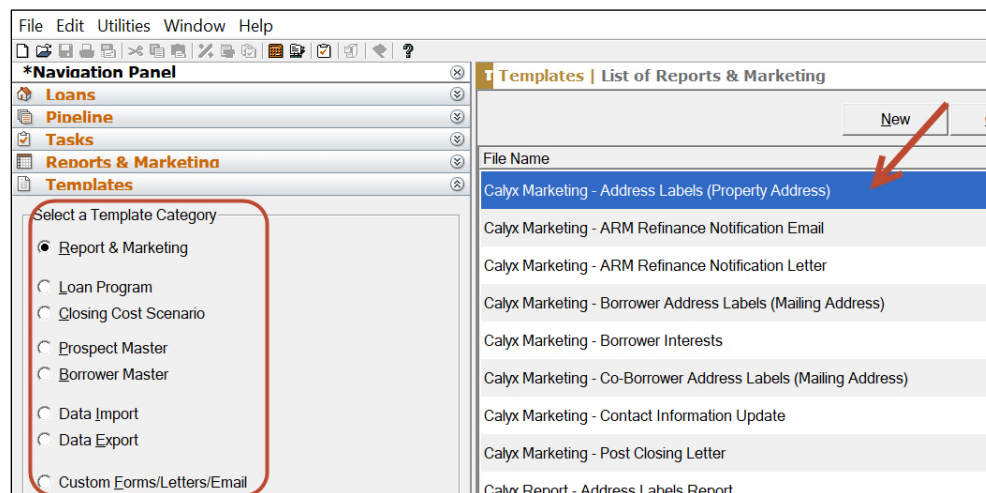 File Edit Utilities Window Help
*Navigation Panel
Loans
Pipeline
Tasks
Reports & Marketing
Templates
Select a Template Category
Report & Marketing
Loan Program
Closing Cost Scenario
Prospect Master
Borrower Master
Data Import
Data Export
Custom Forms/Letters/Email
Templates | List of Reports & Marketing
New
File Name
Calyx Marketing - Address Labels (Property Address)
Calyx Marketing - ARM Refinance Notification Email
Calyx Marketing - ARM Refinance Notification Letter
Calyx Marketing - Borrower Address Labels (Mailing Address)
Calyx Marketing - Borrower Interests
Calyx Marketing - Co-Borrower Address Labels (Mailing Address)
Calyx Marketing - Contact Information Update
Calyx Marketing - Post Closing Letter
Calyx Report - Address Labels Report